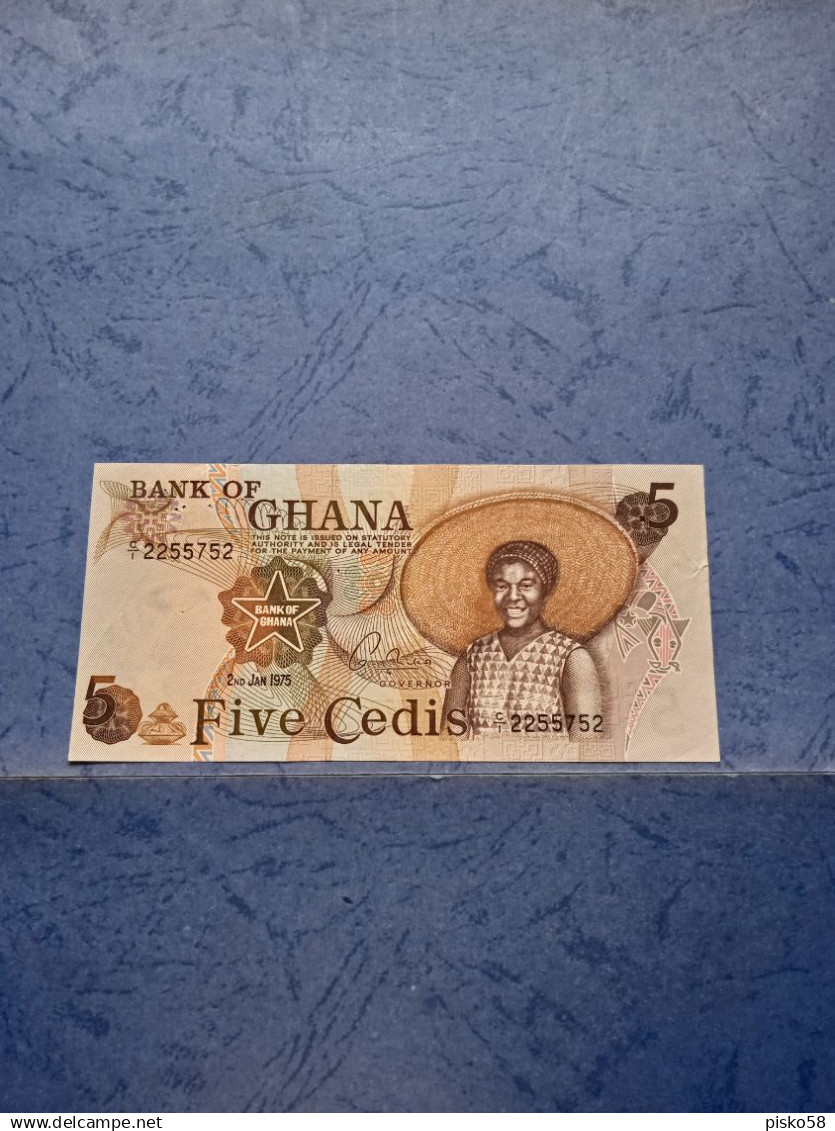 BANK OF
GHANA
5
THIS NOTE IS ISSUED ON STATUTORY
AUTHORITY AND IS LEGAL TENDER
FOR THE PAYMENT OF ANY AMOUNT
C/1 2255752
BANK OF
GHANA
2ND JAN 1975
GOVERNOR
5
Five Cedis
C/1 2255752
delcampe.net
pisko58